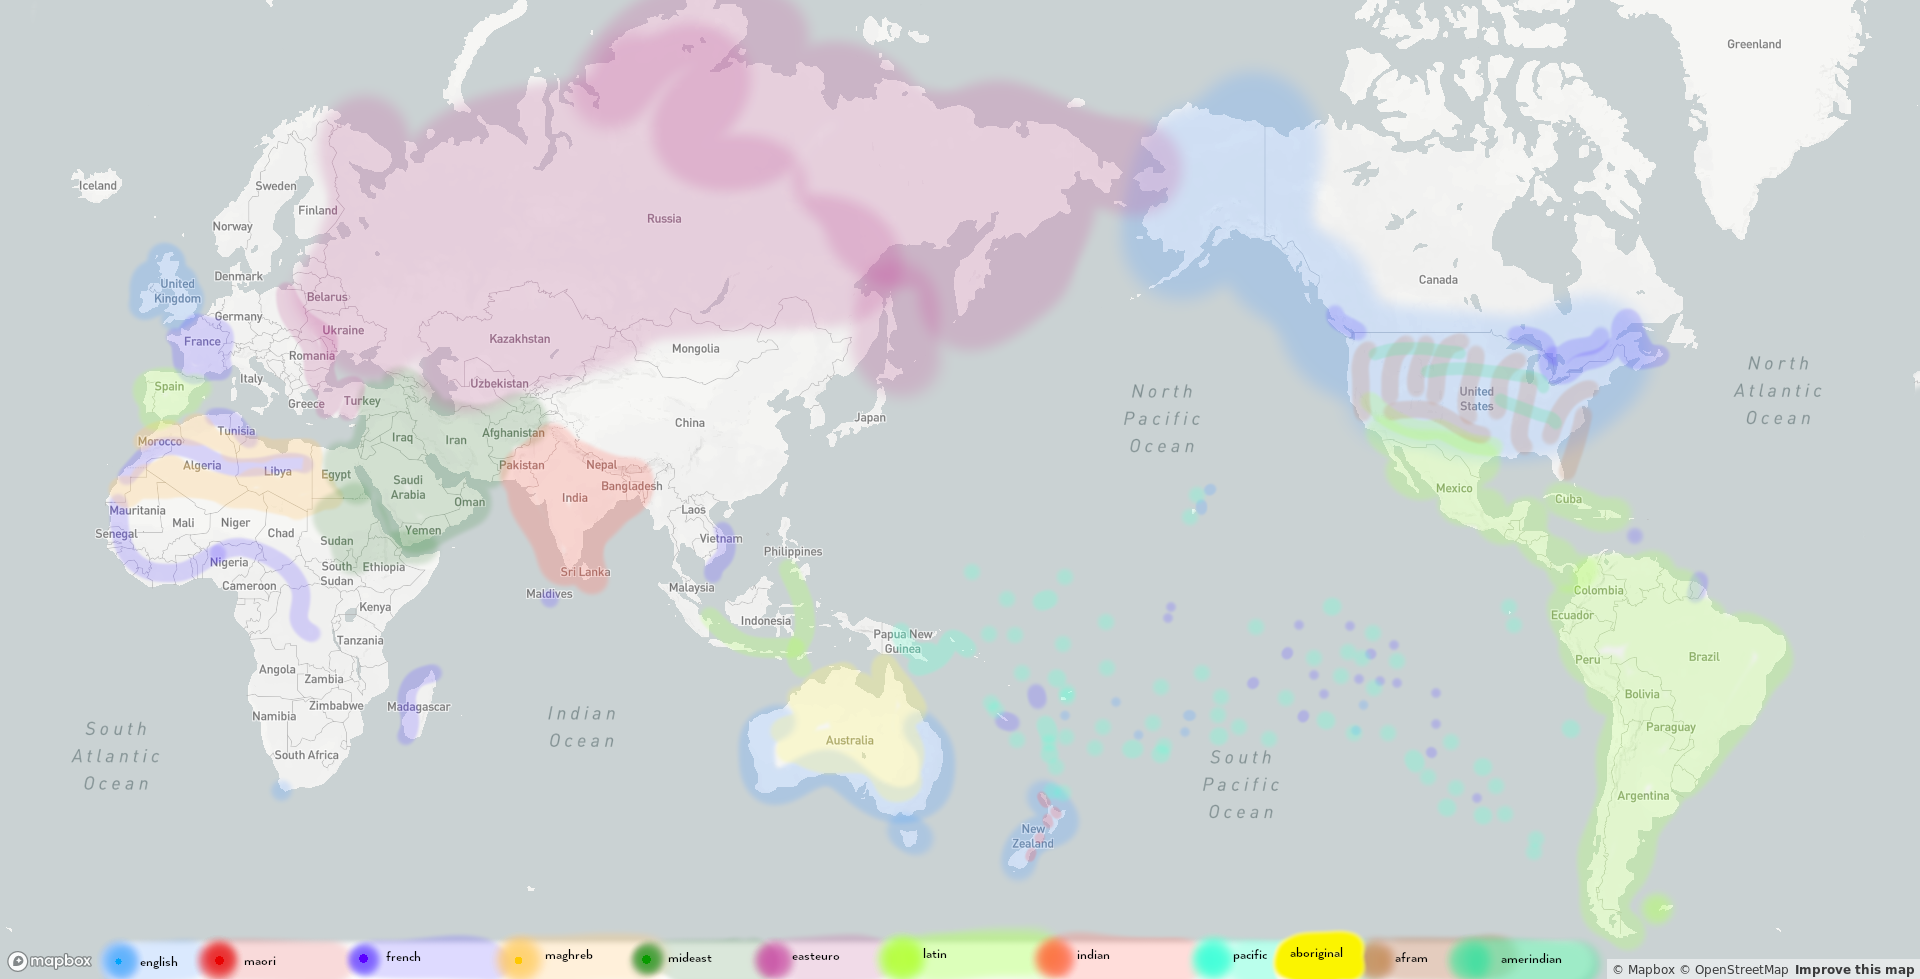 Greenland
Iceland
Sweden
Finland
Norway
Russia
Denmark
United
Kingdom
Belarus
Germany
Canada
Ukraine
France
Kazakhstan
Mongolia
Romania
Italy
Spain
Uzbekistan
Greece
Turkey
North
Atlantic
Ocean
North
Pacific
Ocean
United
States
Japan
China
Tunisia
Morocco
Iraq
Iran
Afghanistan
Algeria
Libya
Egypt
Pakistan
Nepal
Saudi
Arabia
Bangladesh
India
Mexico
Cuba
Oman
Mauritania
Mali
Niger
Laos
Senegal
Chad
Sudan
Yemen
Vietnam
Philippines
Nigeria
South
Sudan
Ethiopia
Sri Lanka
Cameroon
Maldives
Malaysia
Colombia
Kenya
Ecuador
Indonesia
Papua New
Guinea
Tanzania
Peru
Brazil
Angola
Zambia
Bolivia
Zimbabwe
Madagascar
Namibia
Indian
Ocean
South
Atlantic
Ocean
Paraguay
Australia
South Africa
South
Pacific
Ocean
Argentina
New
Zealand
mapbox
english
maori
french
maghreb
mideast
easteuro
latin
indian
pacific
aboriginal
afram
amerindian
© Mapbox © OpenStreetMap Improve this map